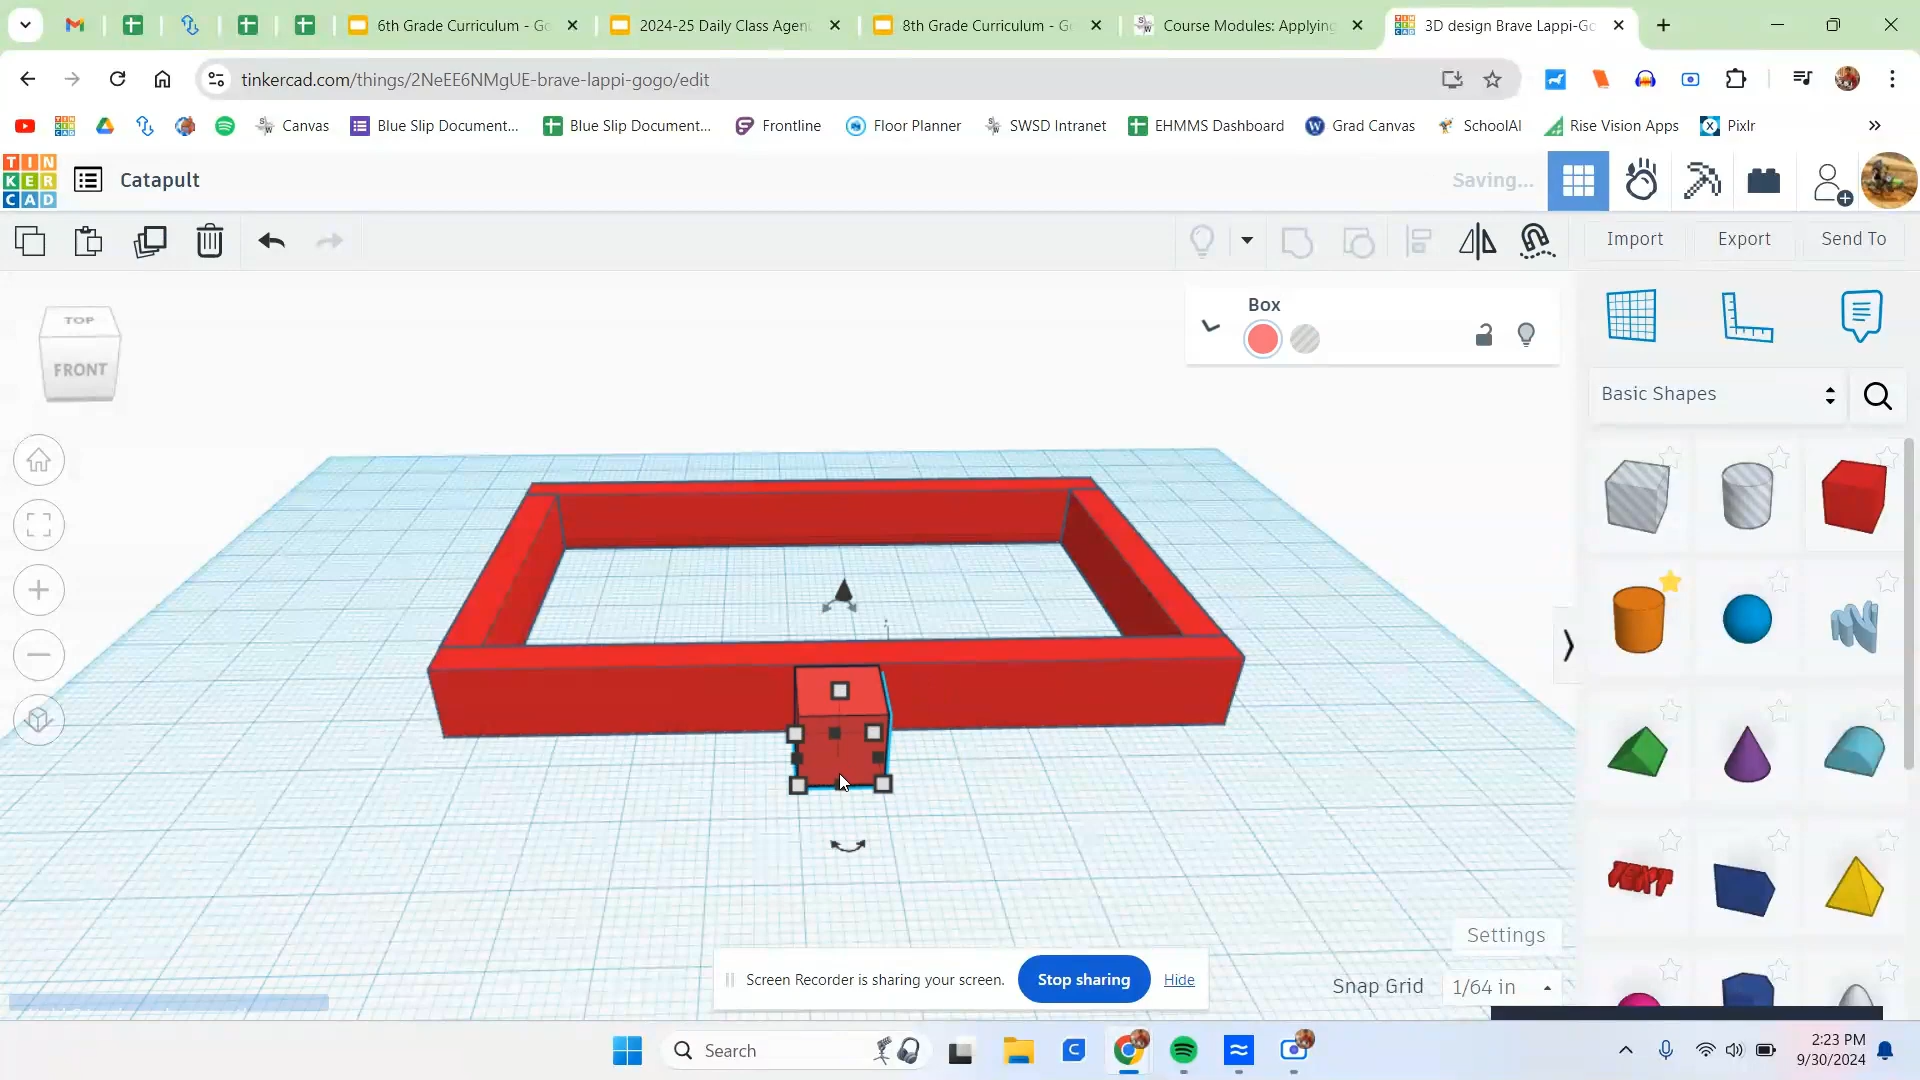 6th Grade Curriculum - Go
2024-25 Daily Class Agen
8th Grade Curriculum - G
Course Modules: Applying
3D design Brave Lappi-Go
tinkercad.com/things/2NeEE6NMgUE-brave-lappi-gogo/edit
Canvas
Blue Slip Document...
Blue Slip Document...
Frontline
Floor Planner
SWSD Intranet
EHMMS Dashboard
Grad Canvas
SchoolAI
Rise Vision Apps
Pixlr
TIN
KER
CAD
Catapult
Saving...
Import
Export
Send To
TOP
FRONT
Box
Basic Shapes
TEXT
Settings
Screen Recorder is sharing your screen.
Stop sharing
Hide
Snap Grid
1/64 in
Search
2:23 PM
9/30/2024